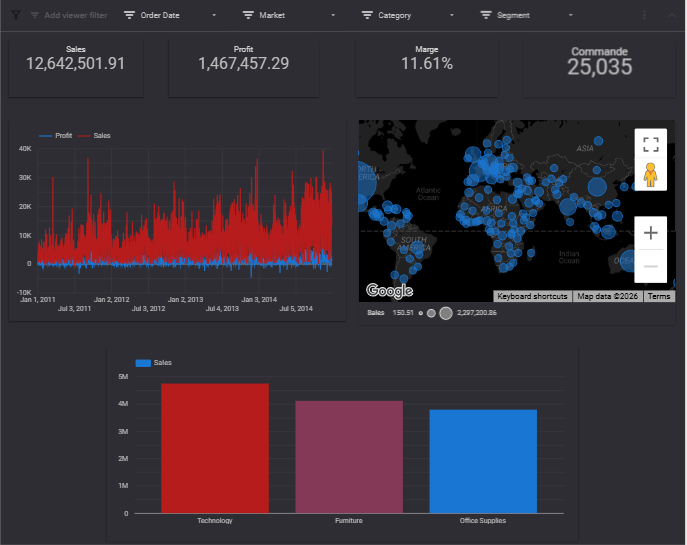 Add viewer filter Order Date Market Category Segment
Sales
12,642,501.91
Profit
1,467,457.29
Marge
11.61%
Commande
25,035
Profit Sales
40K
30K
20K
10K
0
-10K
Jan 1, 2011 Jan 2, 2012 Jan 2, 2013 Jan 3, 2014
Jul 3, 2011 Jul 3, 2012 Jul 4, 2013 Jul 5, 2014
ASIA
Atlantic
Ocean
AFRICA
SOUTH
AMERICA
Indian
Ocean
Google
Keyboard shortcuts Map data ©2026 Terms
Sales 150.51 2,297,200.86
Sales
5M
4M
3M
2M
1M
0
Technology Furniture Office Supplies